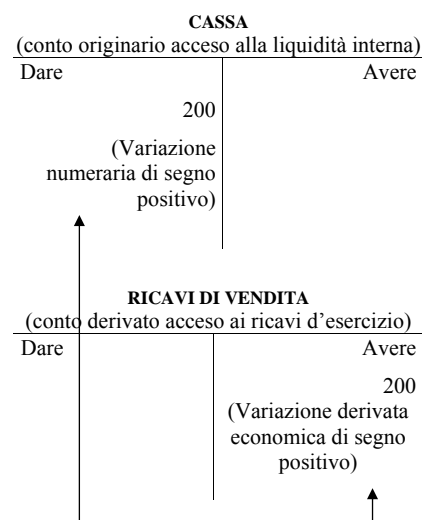 CASSA
(conto originario acceso alla liquidità interna)
Dare Avere
200
(Variazione
numeraria di segno
positivo)
RICAVI DI VENDITA
(conto derivato acceso ai ricavi d'esercizio)
Dare Avere
200
(Variazione derivata
economica di segno
positivo)